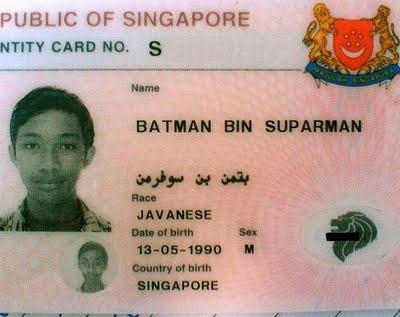 PUBLIC OF SINGAPORE
NTITY CARD NO. S
MAJULAH SINGAPURA
Name
BATMAN BIN SUPARMAN
بتمن بن سوفرمن
Race
JAVANESE
Date of birth Sex
13-05-1990 M
Country of birth
SINGAPORE